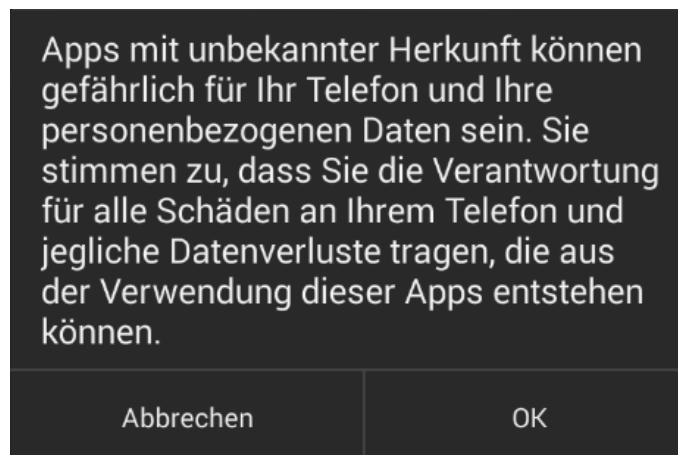 Apps mit unbekannter Herkunft können
gefährlich für Ihr Telefon und Ihre
personenbezogenen Daten sein. Sie
stimmen zu, dass Sie die Verantwortung
für alle Schäden an Ihrem Telefon und
jegliche Datenverluste tragen, die aus
der Verwendung dieser Apps entstehen
können.
Abbrechen
OK